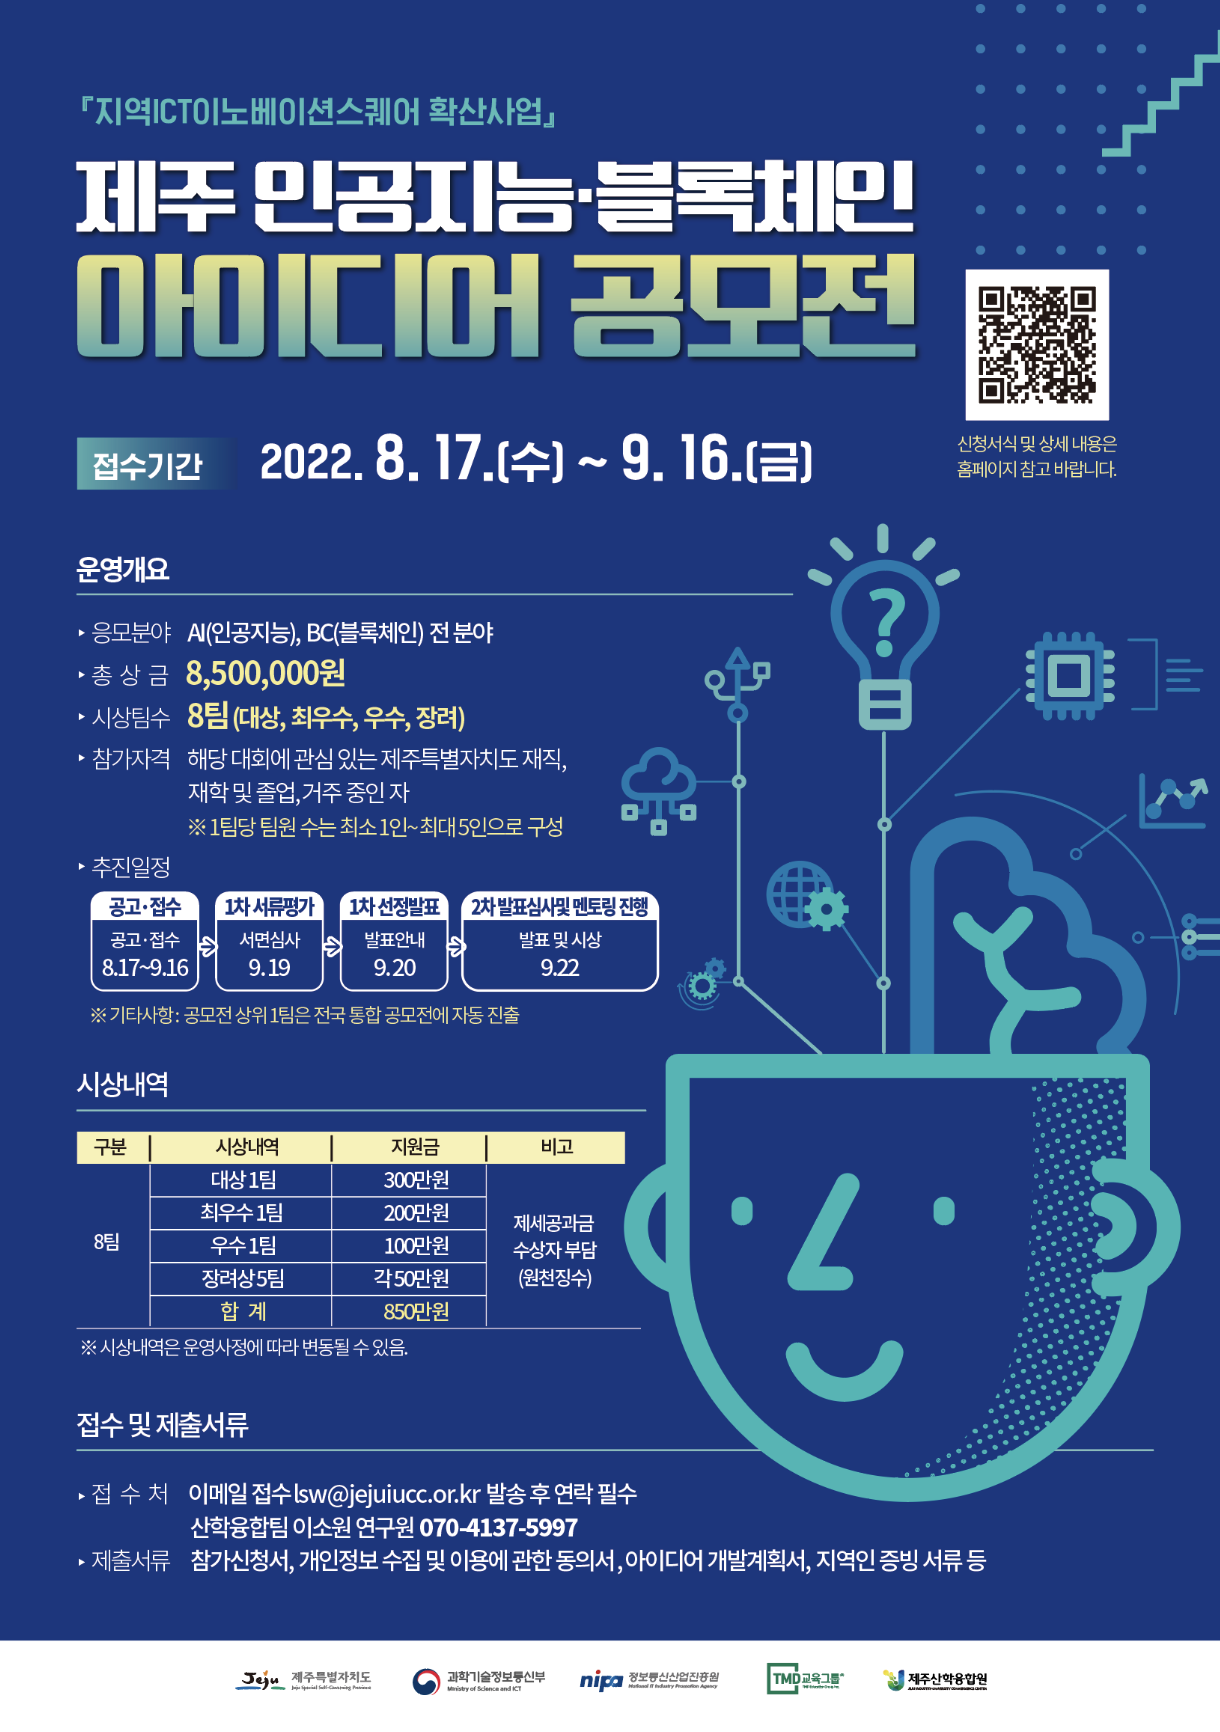 『지역ICT이노베이션스퀘어 확산사업』
제주 인공지능·블록체인
아이디어 공모전
신청서식 및 상세 내용은
홈페이지 참고 바랍니다.
접수기간 2022. 8. 17.(수) ~ 9. 16.(금)
운영개요
?
‣ 응모분야 AI(인공지능), BC(블록체인) 전 분야
‣ 총 상 금 8,500,000원
‣ 시상팀수 8팀 (대상, 최우수, 우수, 장려)
‣ 참가자격 해당 대회에 관심 있는 제주특별자치도 재직,
재학 및 졸업, 거주 중인 자
※ 1팀당 팀원 수는 최소 1인~ 최대 5인으로 구성
‣ 추진일정
공고·접수 1차 서류평가 1차 선정발표 2차 발표심사및 멘토링 진행
공고·접수 서면심사 발표안내 발표 및 시상
8.17~9.16 9. 19 9. 20 9.22
※ 기타사항 : 공모전 상위 1팀은 전국 통합 공모전에 자동 진출
시상내역
구분 시상내역 지원금 비고
대상 1팀 300만원
최우수 1팀 200만원
8팀 우수 1팀 100만원
장려상 5팀 각 50만원
합 계 850만원
제세공과금
수상자 부담
(원천징수)
※ 시상내역은 운영사정에 따라 변동될 수 있음.
접수 및 제출서류
‣ 접 수 처 이메일 접수 lsw@jejuiucc.or.kr 발송 후 연락 필수
산학융합팀 이소원 연구원 070-4137-5997
‣ 제출서류 참가신청서, 개인정보 수집 및 이용에 관한 동의서, 아이디어 개발계획서, 지역인 증빙 서류 등
Jeju 제주특별자치도
Jeju Special Self-Governing Province
과학기술정보통신부
Ministry of Science and ICT
nipa 정보통신산업진흥원
National IT Industry Promotion Agency
TMD교육그룹
제주산학융합원